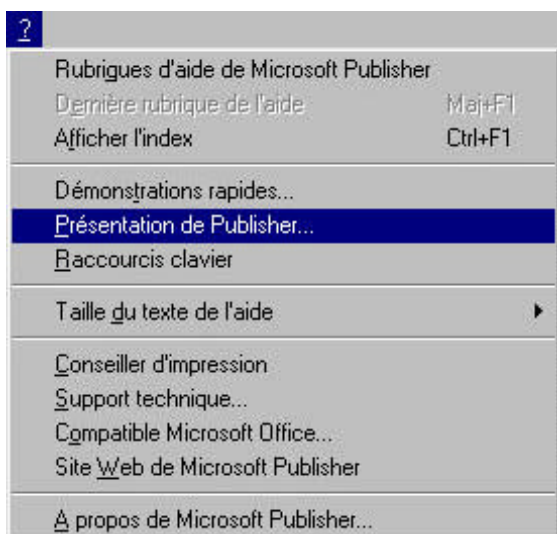 ?
Rubrigues d'aide de Microsoft Publisher
Dernière rubrique de l'aide Maj+F1
Afficher l'index Ctrl+F1
Démonstrations rapides...
Présentation de Publisher...
Raccourcis clavier
Taille du texte de l'aide
Conseiller d'impression
Support technique...
Compatible Microsoft Office...
Site Web de Microsoft Publisher
A propos de Microsoft Publisher...